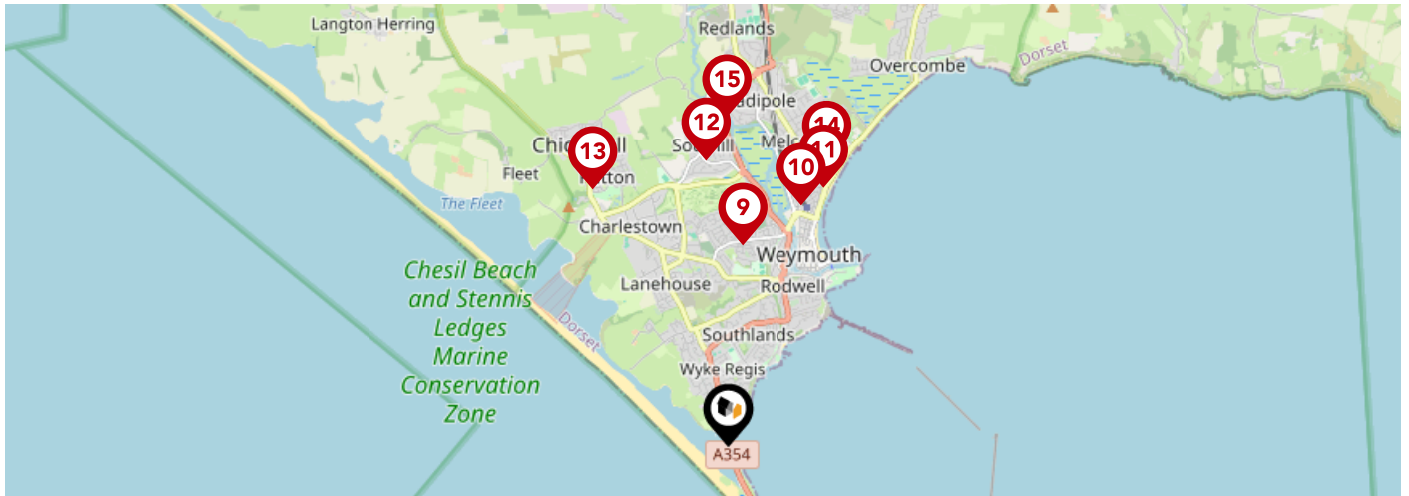 Langton Herring
Redlands
Dorset
Overcombe
15
adipole
12
14
13
11
10
Fleet
The Fleet
9
Charlestown
Weymouth
Chesil Beach
and Stennis
Ledges
Marine
Conservation
Zone
Lanehouse
Rodwell
Dorset
Southlands
Wyke Regis
A354